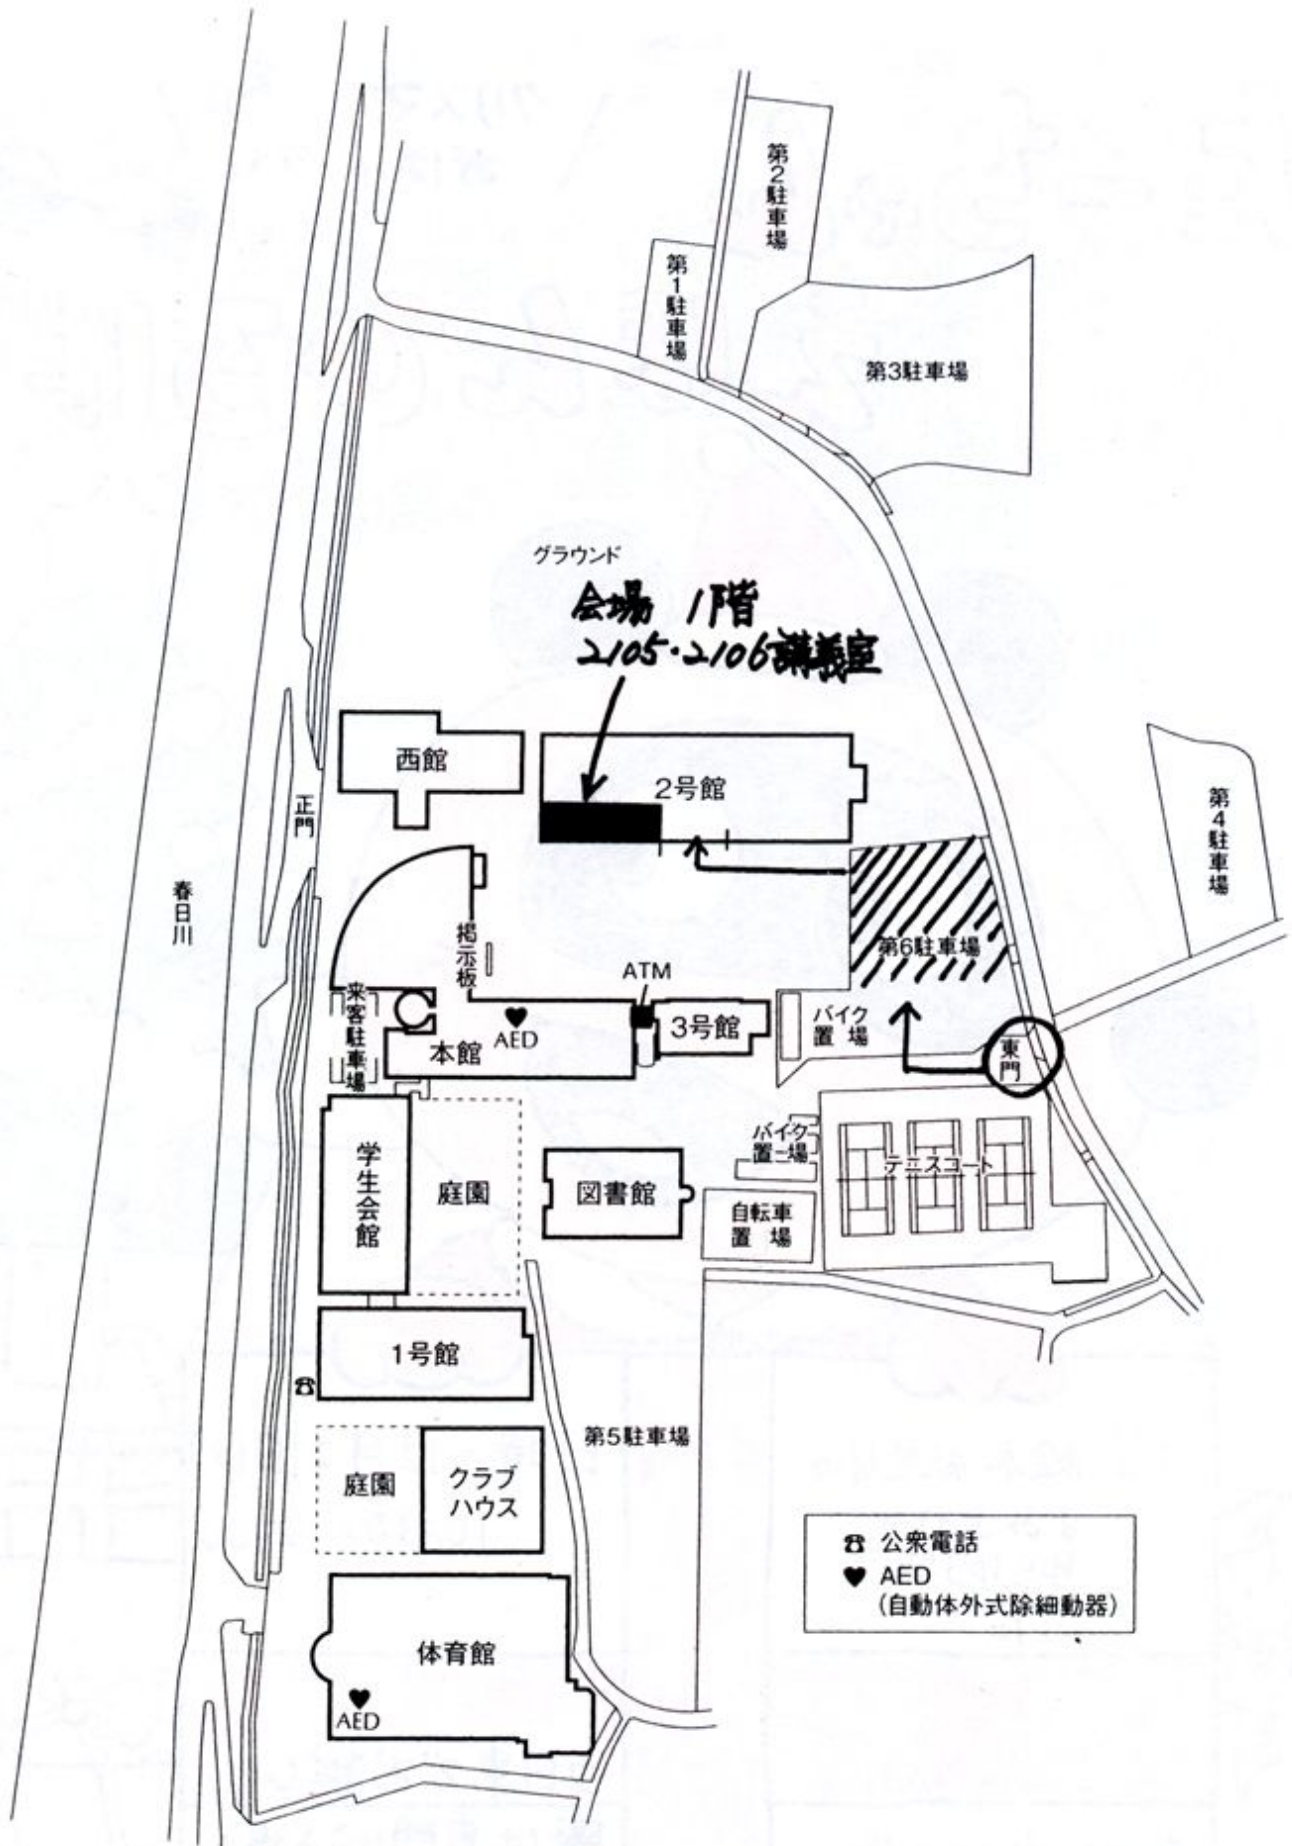 第2駐車場
第1駐車場
第3駐車場
グラウンド
会場 1階
2105・2106講義室
西館
2号館
正門
第4駐車場
春日川
掲示板
第6駐車場
ATM
来客駐車場
AED
本館
3号館
バイク
置場
東門
学生会館
庭園
図書館
バイク
置場
テニスコート
自転車
置場
1号館
第5駐車場
庭園
クラブ
ハウス
公衆電話
AED
(自動体外式除細動器)
体育館
AED